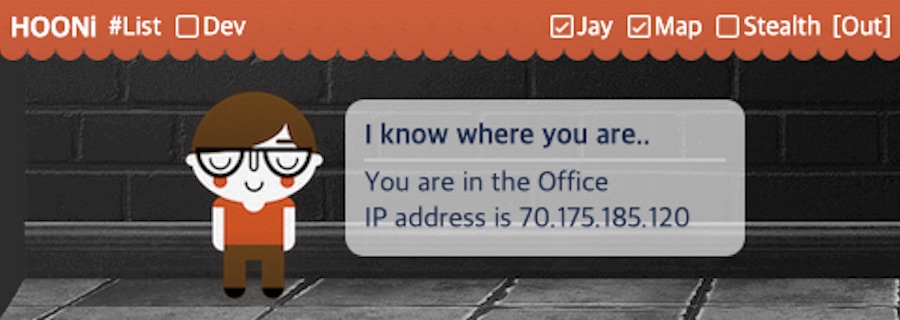 HOONi #List Dev Jay Map Stealth [Out]
I know where you are..
You are in the Office
IP address is 70.175.185.120